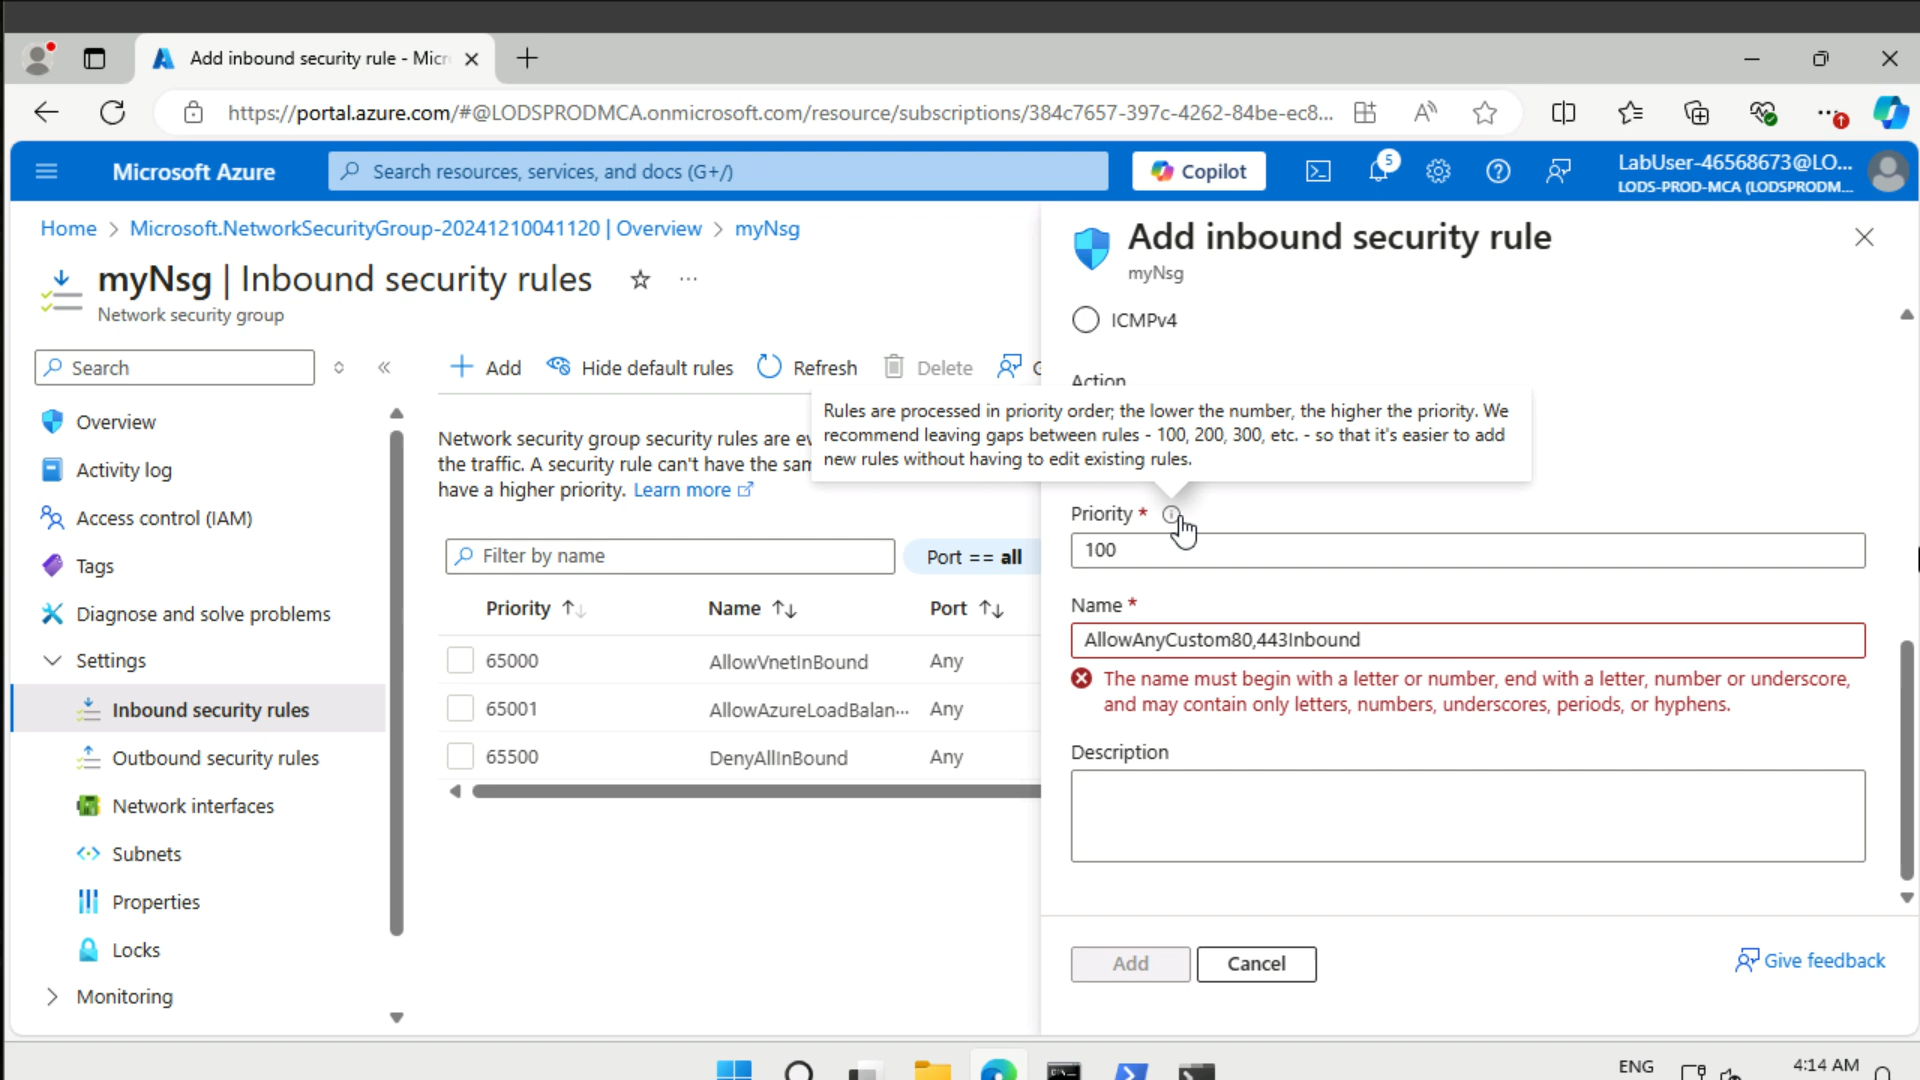 Add inbound security rule - Micr
https://portal.azure.com/#@LODSPRODMCA.onmicrosoft.com/resource/subscriptions/384c7657-397c-4262-84be-ec8...
Microsoft Azure
Search resources, services, and docs (G+/)
Copilot
5
LabUser-46568673@LO...
LODS-PROD-MCA (LODSPRODM...
Home > Microsoft.NetworkSecurityGroup-20241210041120 | Overview > myNsg
myNsg | Inbound security rules
Network security group
Search
Overview
Activity log
Access control (IAM)
Tags
Diagnose and solve problems
Settings
Inbound security rules
Outbound security rules
Network interfaces
Subnets
Properties
Locks
Monitoring
Add
Hide default rules
Refresh
Delete
Network security group security rules are ev
the traffic. A security rule can't have the sam
have a higher priority. Learn more
Filter by name
Port == all
Priority Name Port
65000 AllowVnetInBound Any
65001 AllowAzureLoadBalan... Any
65500 DenyAllInBound Any
Add inbound security rule
myNsg
ICMPv4
Action
Rules are processed in priority order; the lower the number, the higher the priority. We
recommend leaving gaps between rules - 100, 200, 300, etc. - so that it's easier to add
new rules without having to edit existing rules.
Priority *
100
Name *
AllowAnyCustom80,443Inbound
The name must begin with a letter or number, end with a letter, number or underscore,
and may contain only letters, numbers, underscores, periods, or hyphens.
Description
Add
Cancel
Give feedback
ENG
4:14 AM